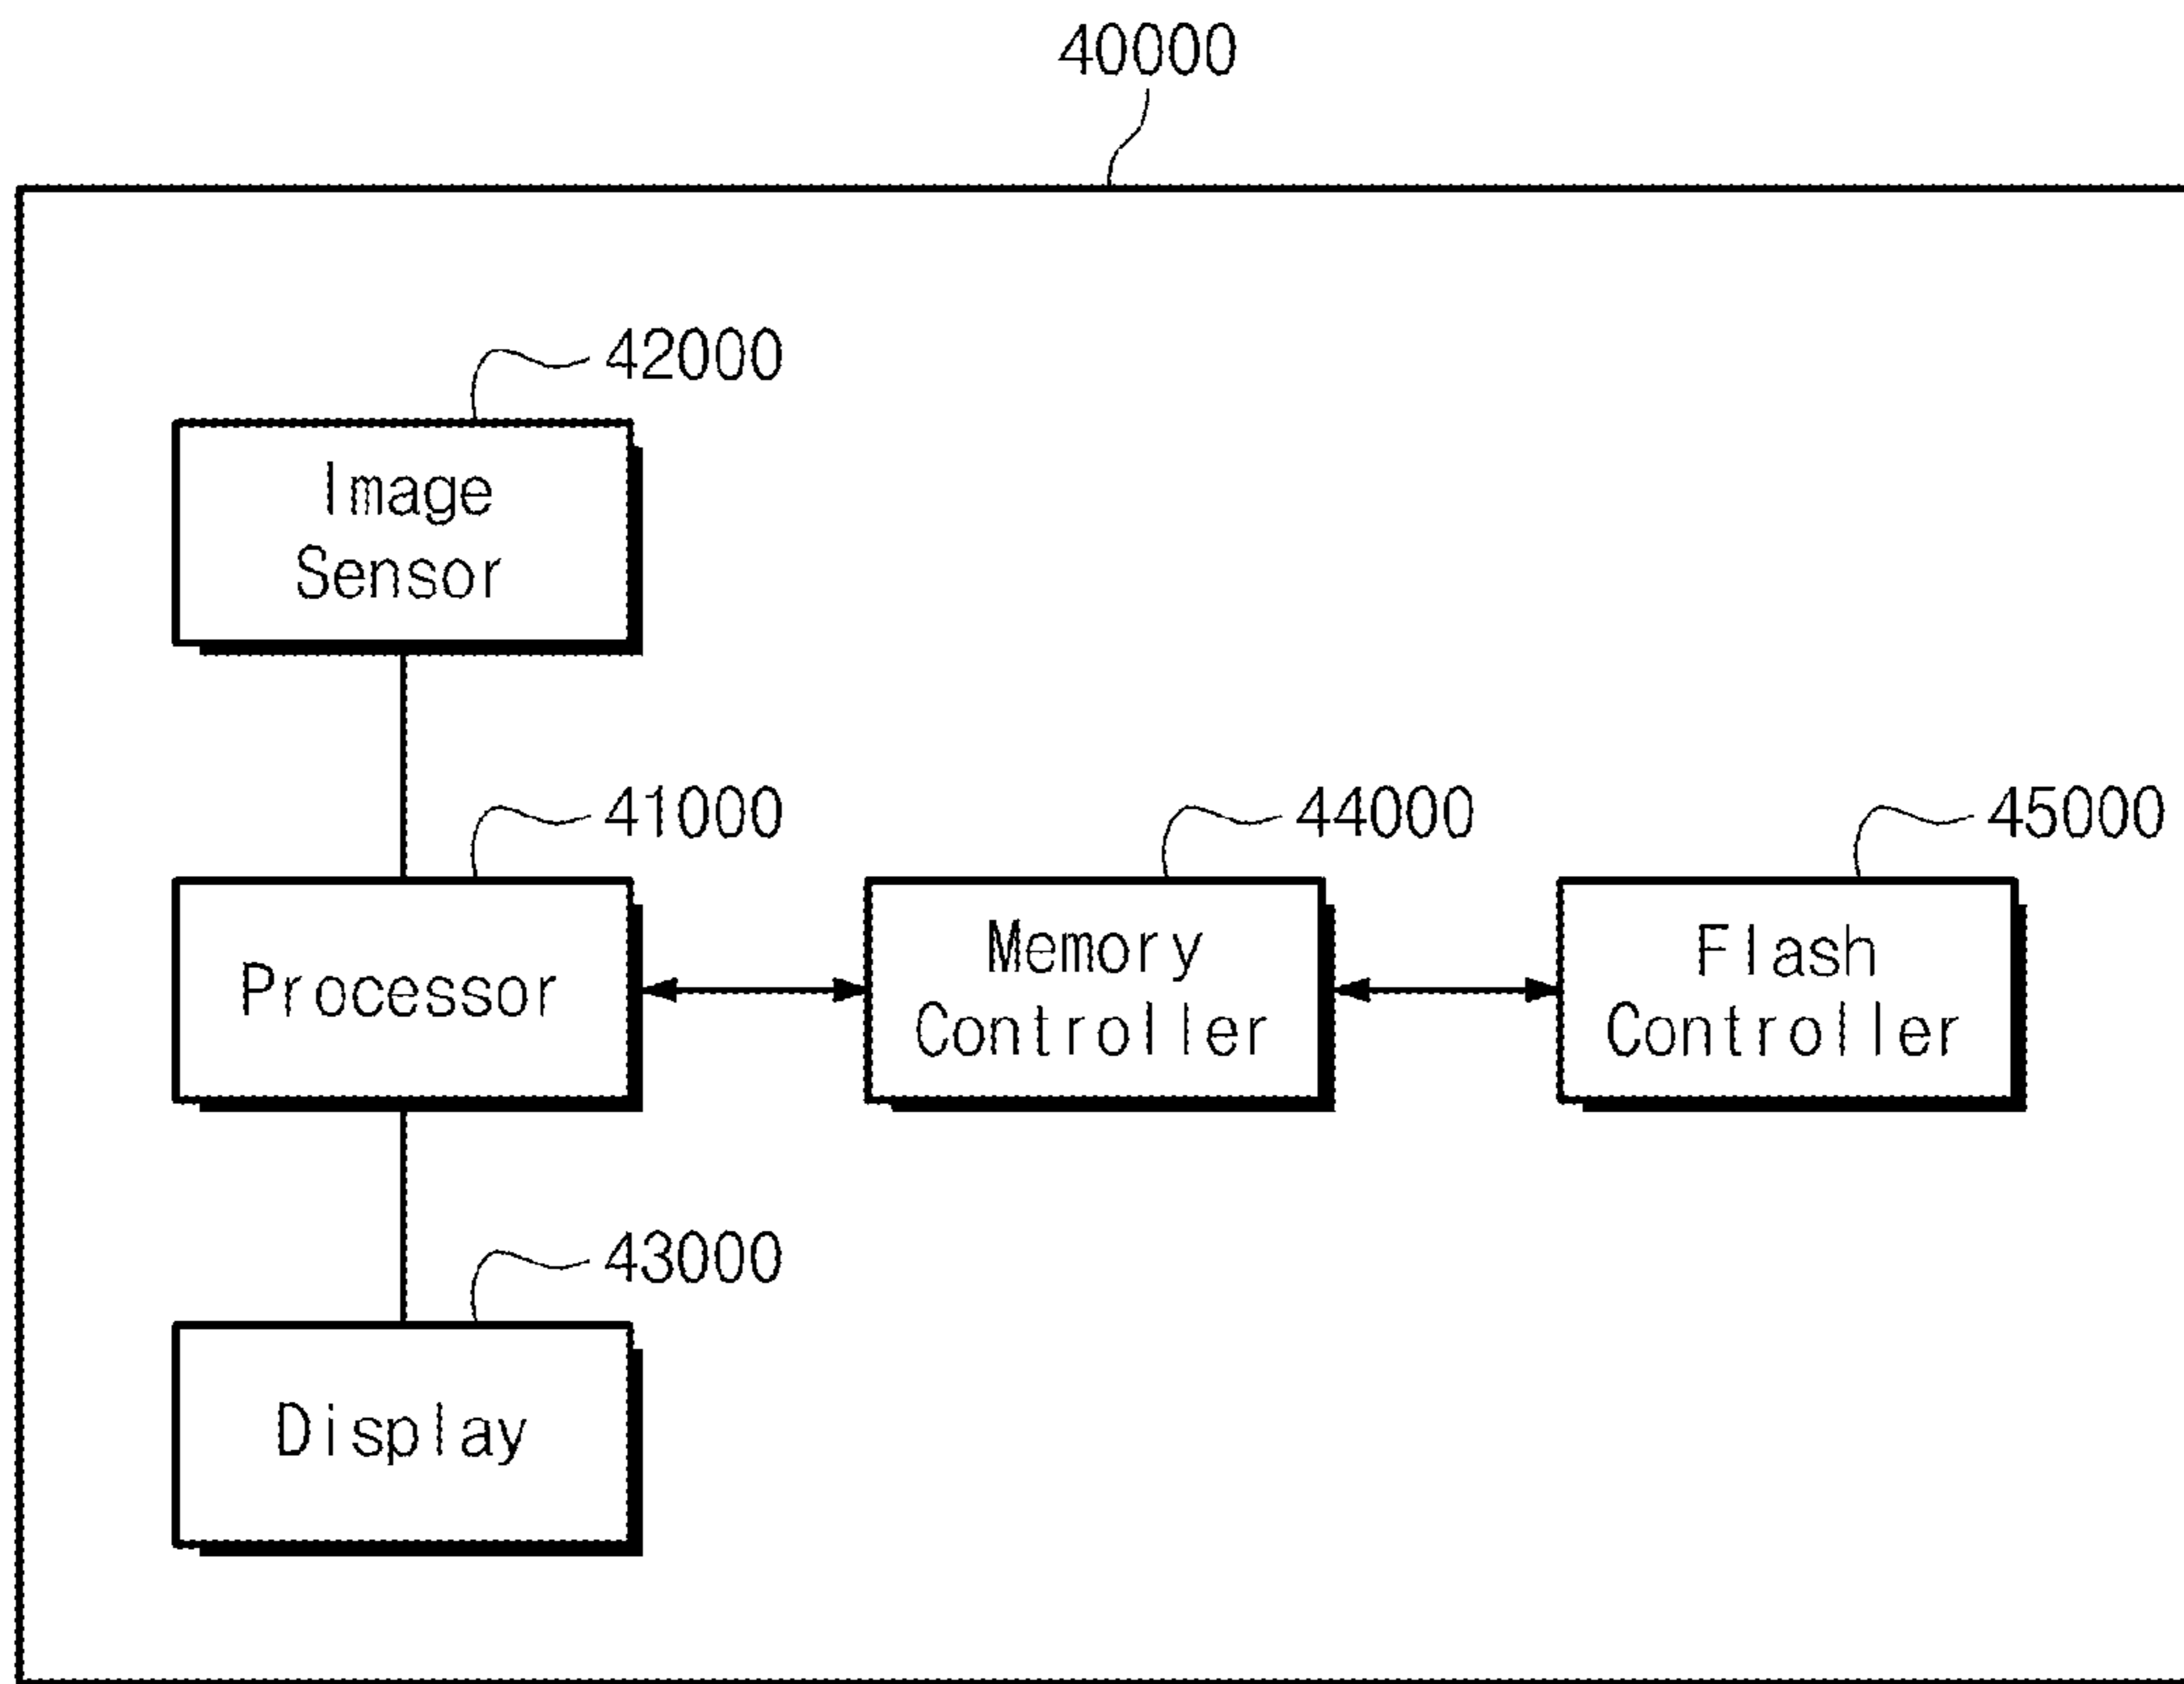 40000
42000
Image
Sensor
41000
Processor
44000
Memory
Controller
45000
Flash
Controller
43000
Display